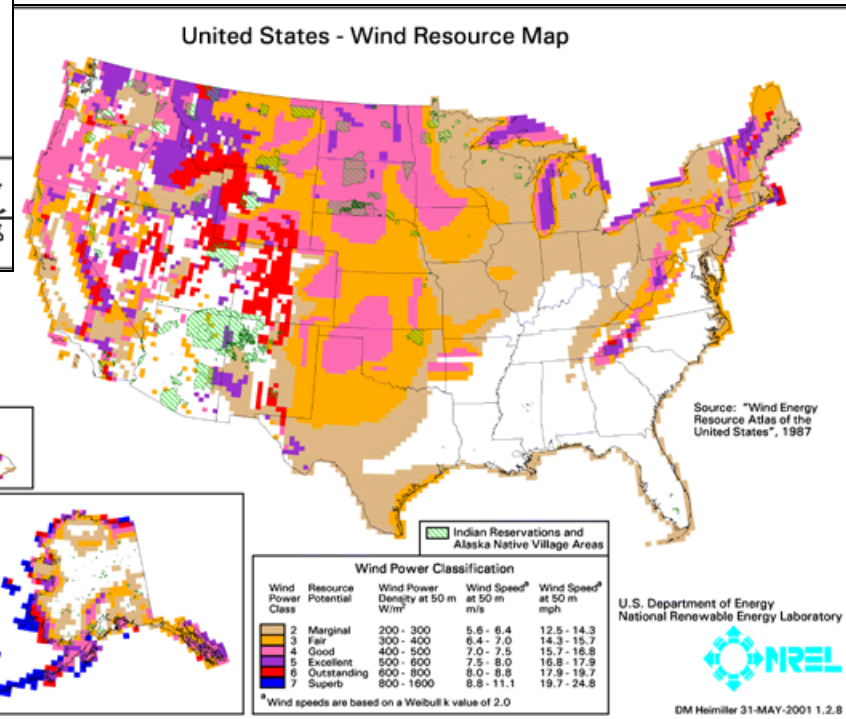 United States - Wind Resource Map
Source: "Wind Energy
Resource Atlas of the
United States", 1987
Indian Reservations and
Alaska Native Village Areas
Wind Power Classification
Wind Power Class Resource Potential Wind Power Density at 50 m W/m² Wind Speedᵃ at 50 m m/s Wind Speedᵃ at 50 m mph
2 Marginal 200 - 300 5.6 - 6.4 12.5 - 14.3
3 Fair 300 - 400 6.4 - 7.0 14.3 - 15.7
4 Good 400 - 500 7.0 - 7.5 15.7 - 16.8
5 Excellent 500 - 600 7.5 - 8.0 16.8 - 17.9
6 Outstanding 600 - 800 8.0 - 8.8 17.9 - 19.7
7 Superb 800 - 1600 8.8 - 11.1 19.7 - 24.8
ᵃ Wind speeds are based on a Weibull k value of 2.0
U.S. Department of Energy
National Renewable Energy Laboratory
NREL
DM Heimiller 31-MAY-2001 1.2.8